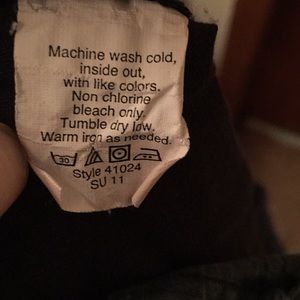 Machine wash cold,
inside out,
with like colors.
Non chlorine
bleach only.
Tumble dry low.
Warm iron as needed.
30
Style 41024
SU 11